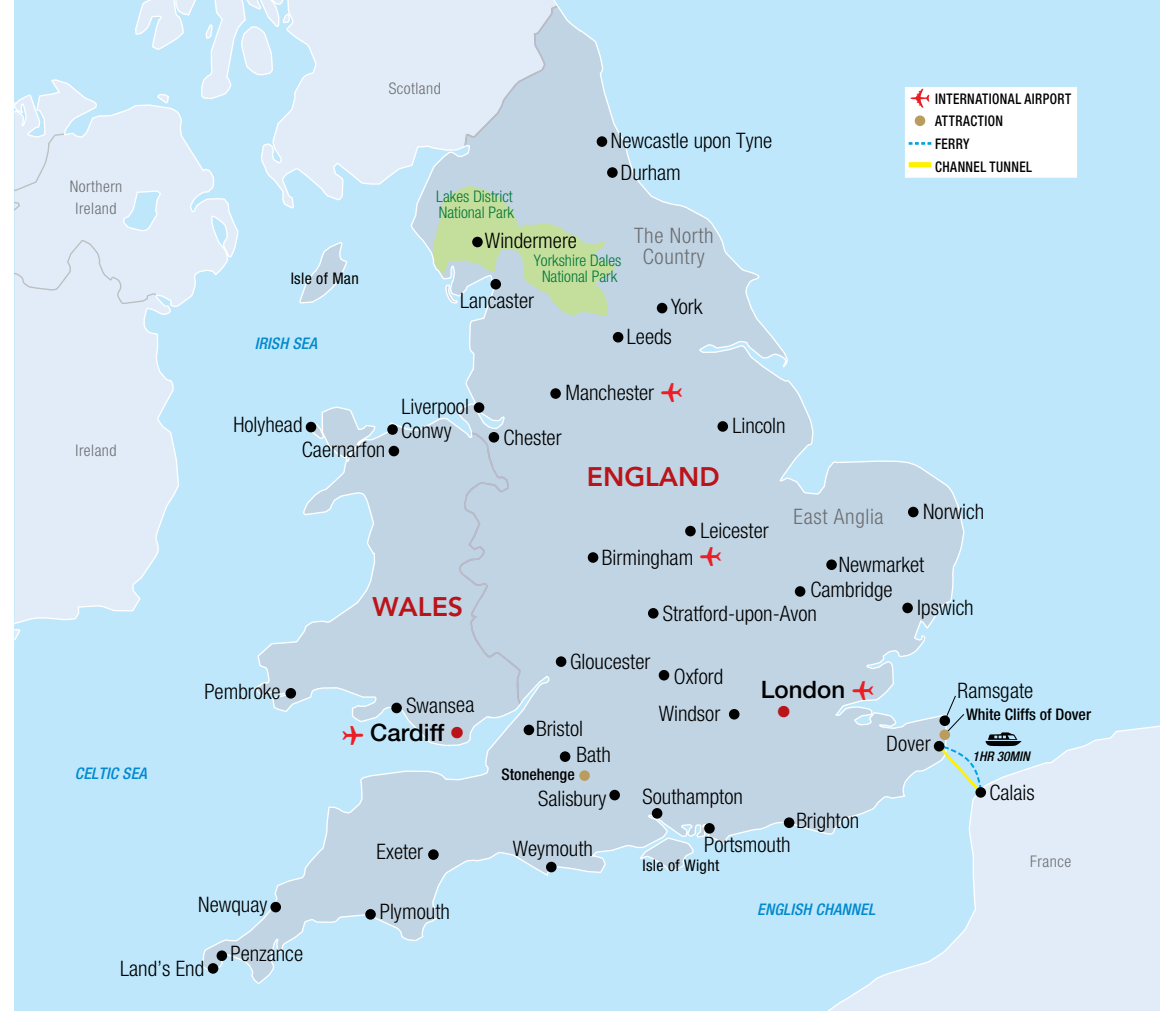 Scotland
INTERNATIONAL AIRPORT
ATTRACTION
FERRY
CHANNEL TUNNEL
Newcastle upon Tyne
Durham
Northern
Ireland
Lakes District
National Park
Windermere
The North
Country
Yorkshire Dales
National Park
Isle of Man
Lancaster
York
IRISH SEA
Leeds
Manchester
Liverpool
Holyhead
Conwy
Chester
Lincoln
Caernarfon
Ireland
ENGLAND
East Anglia
Norwich
Leicester
Birmingham
Newmarket
Cambridge
WALES
Stratford-upon-Avon
Ipswich
Gloucester
Oxford
London
Pembroke
Swansea
Windsor
Ramsgate
White Cliffs of Dover
Cardiff
Bristol
Dover
1HR 30MIN
Bath
CELTIC SEA
Stonehenge
Salisbury
Southampton
Calais
Brighton
Portsmouth
Exeter
Weymouth
Isle of Wight
France
Newquay
Plymouth
ENGLISH CHANNEL
Penzance
Land's End